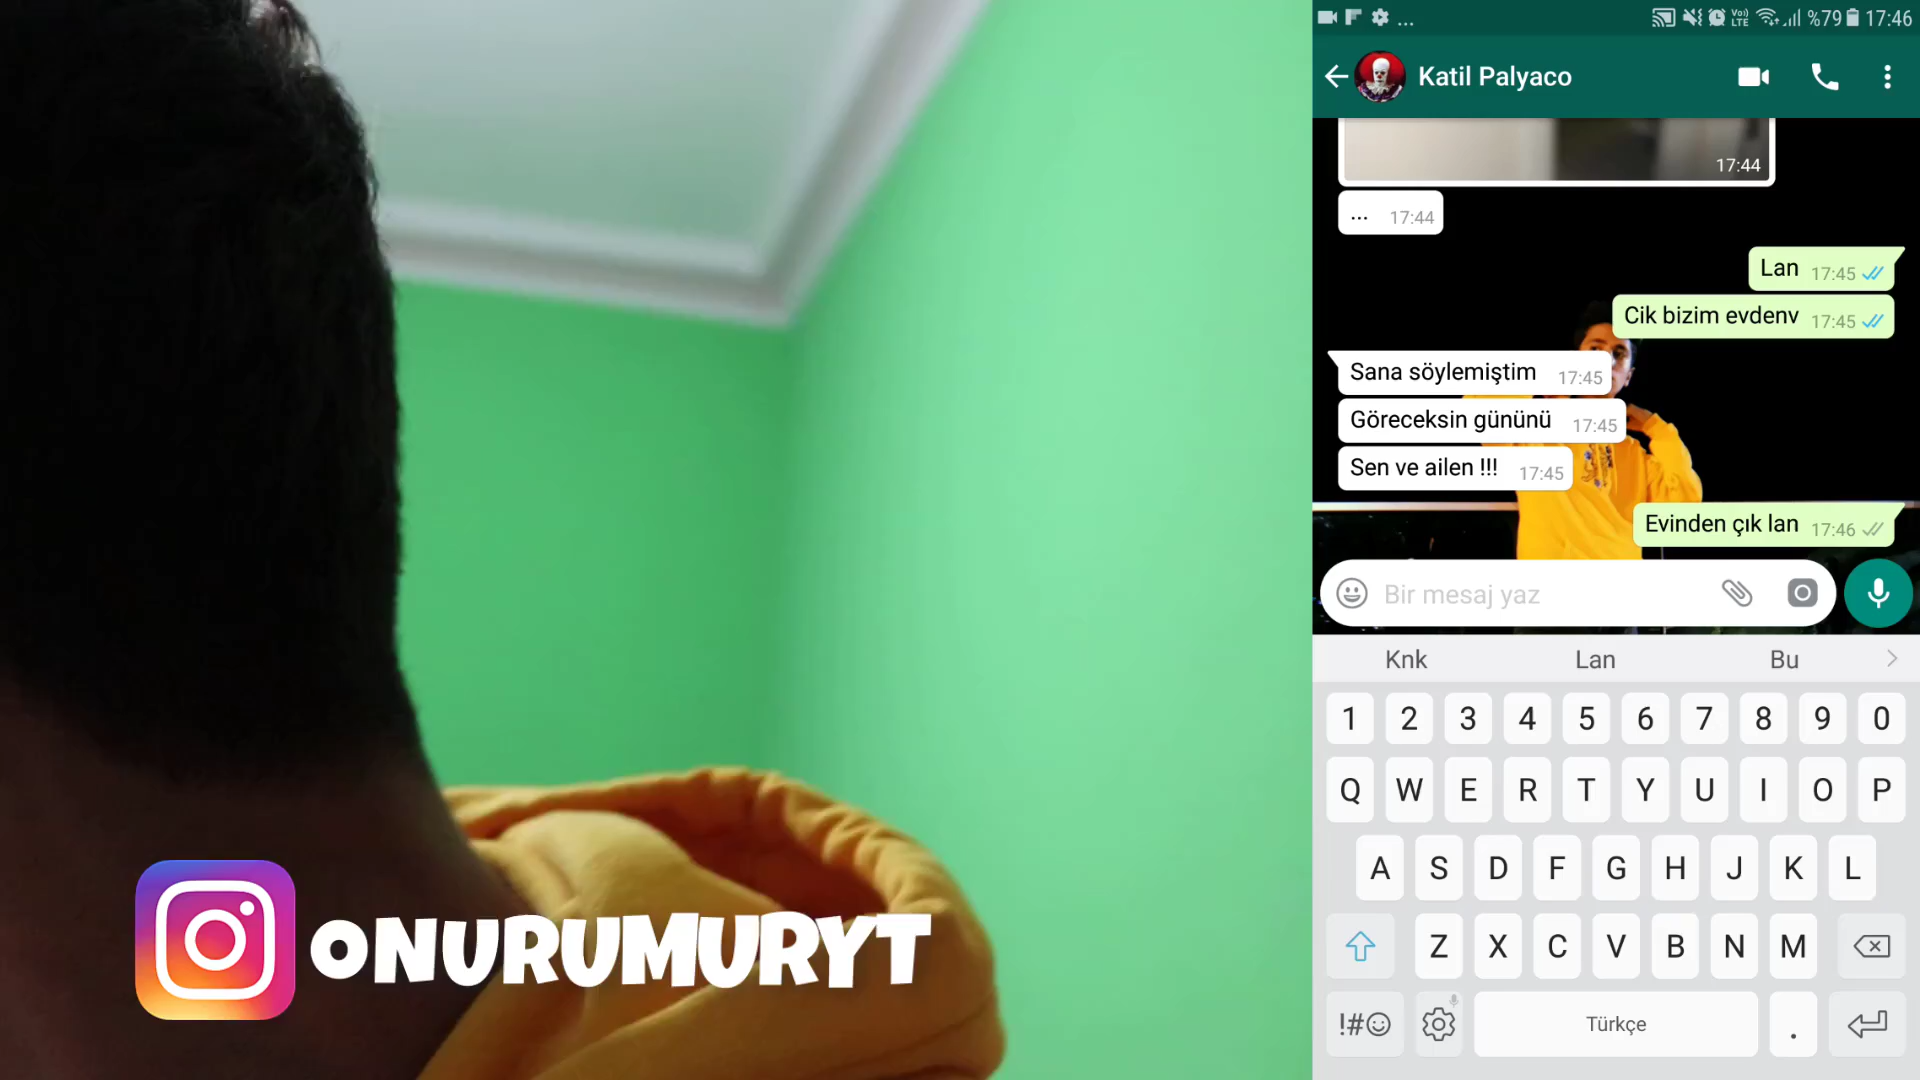 ... %79 17:46
Katil Palyaco
17:44
... 17:44
Lan 17:45
Cik bizim evdenv 17:45
Sana söylemiştim 17:45
Göreceksin gününü 17:45
Sen ve ailen !!! 17:45
Evinden çık lan 17:46
Bir mesaj yaz
Knk Lan Bu
1 2 3 4 5 6 7 8 9 0
Q W E R T Y U I O P
A S D F G H J K L
Z X C V B N M
!#☺ Türkçe .
ONURUMURYT